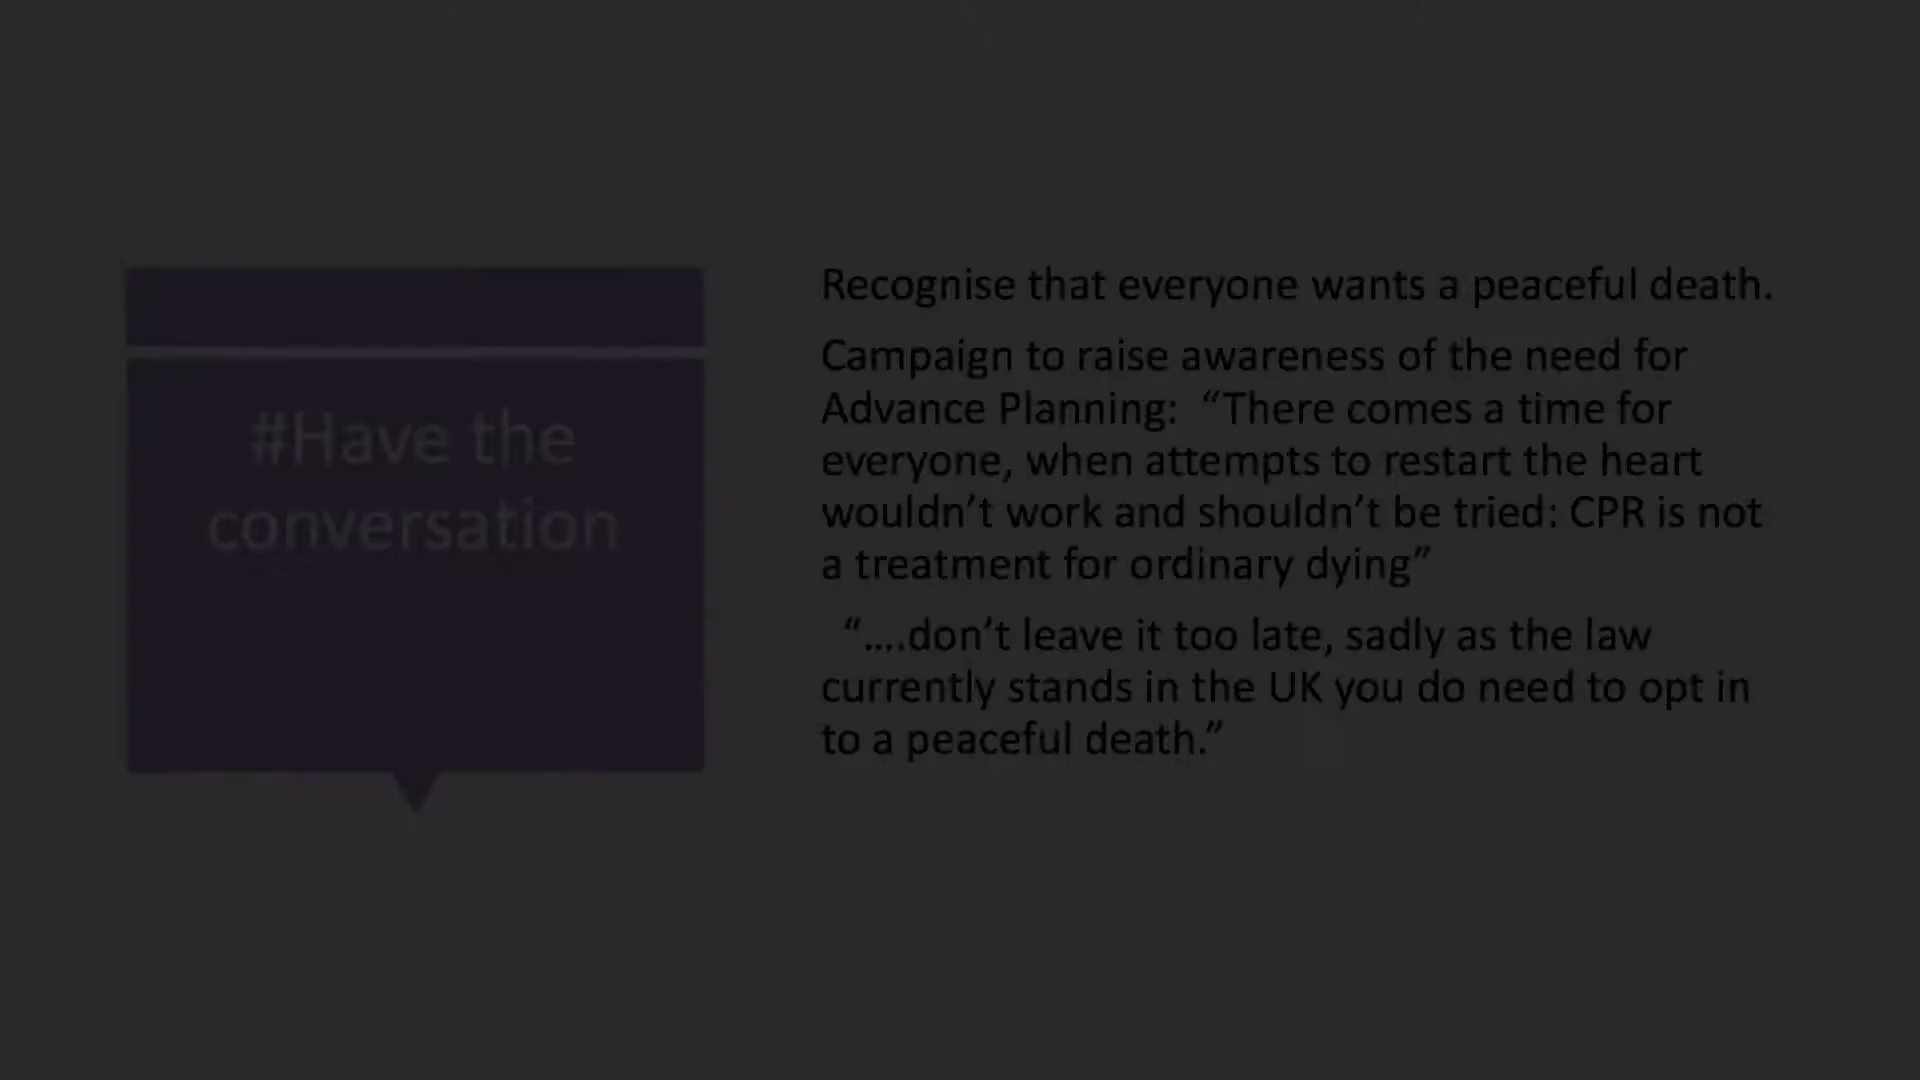 #Have the
conversation
Recognise that everyone wants a peaceful death.
Campaign to raise awareness of the need for
Advance Planning:  “There comes a time for
everyone, when attempts to restart the heart
wouldn’t work and shouldn’t be tried: CPR is not
a treatment for ordinary dying”
“….don’t leave it too late, sadly as the law
currently stands in the UK you do need to opt in
to a peaceful death.”